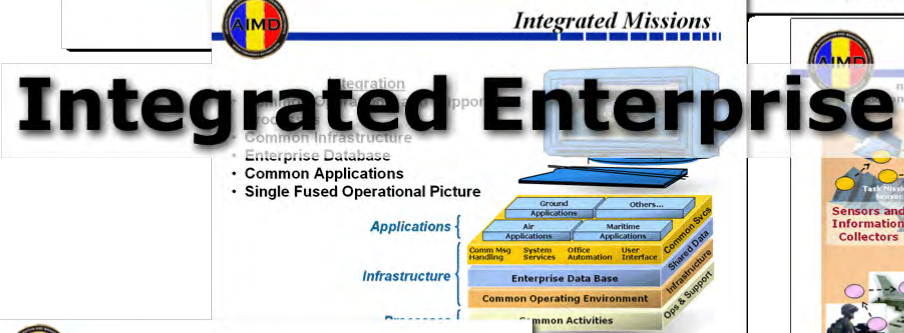 AIMD
Integrated Missions
AIMD
Integrated Enterprise
Common Infrastructure
• Enterprise Database
• Common Applications
• Single Fused Operational Picture
Applications
Infrastructure
Ground
Applications
Others...
Air
Applications
Maritime
Applications
Comm Msg
Handling
System
Services
Office
Automation
User
Interface
Enterprise Data Base
Common Operating Environment
Common Activities
Common Svcs
Shared Data
Infrastructure
Ops & Support
Sensors and
Information
Collectors